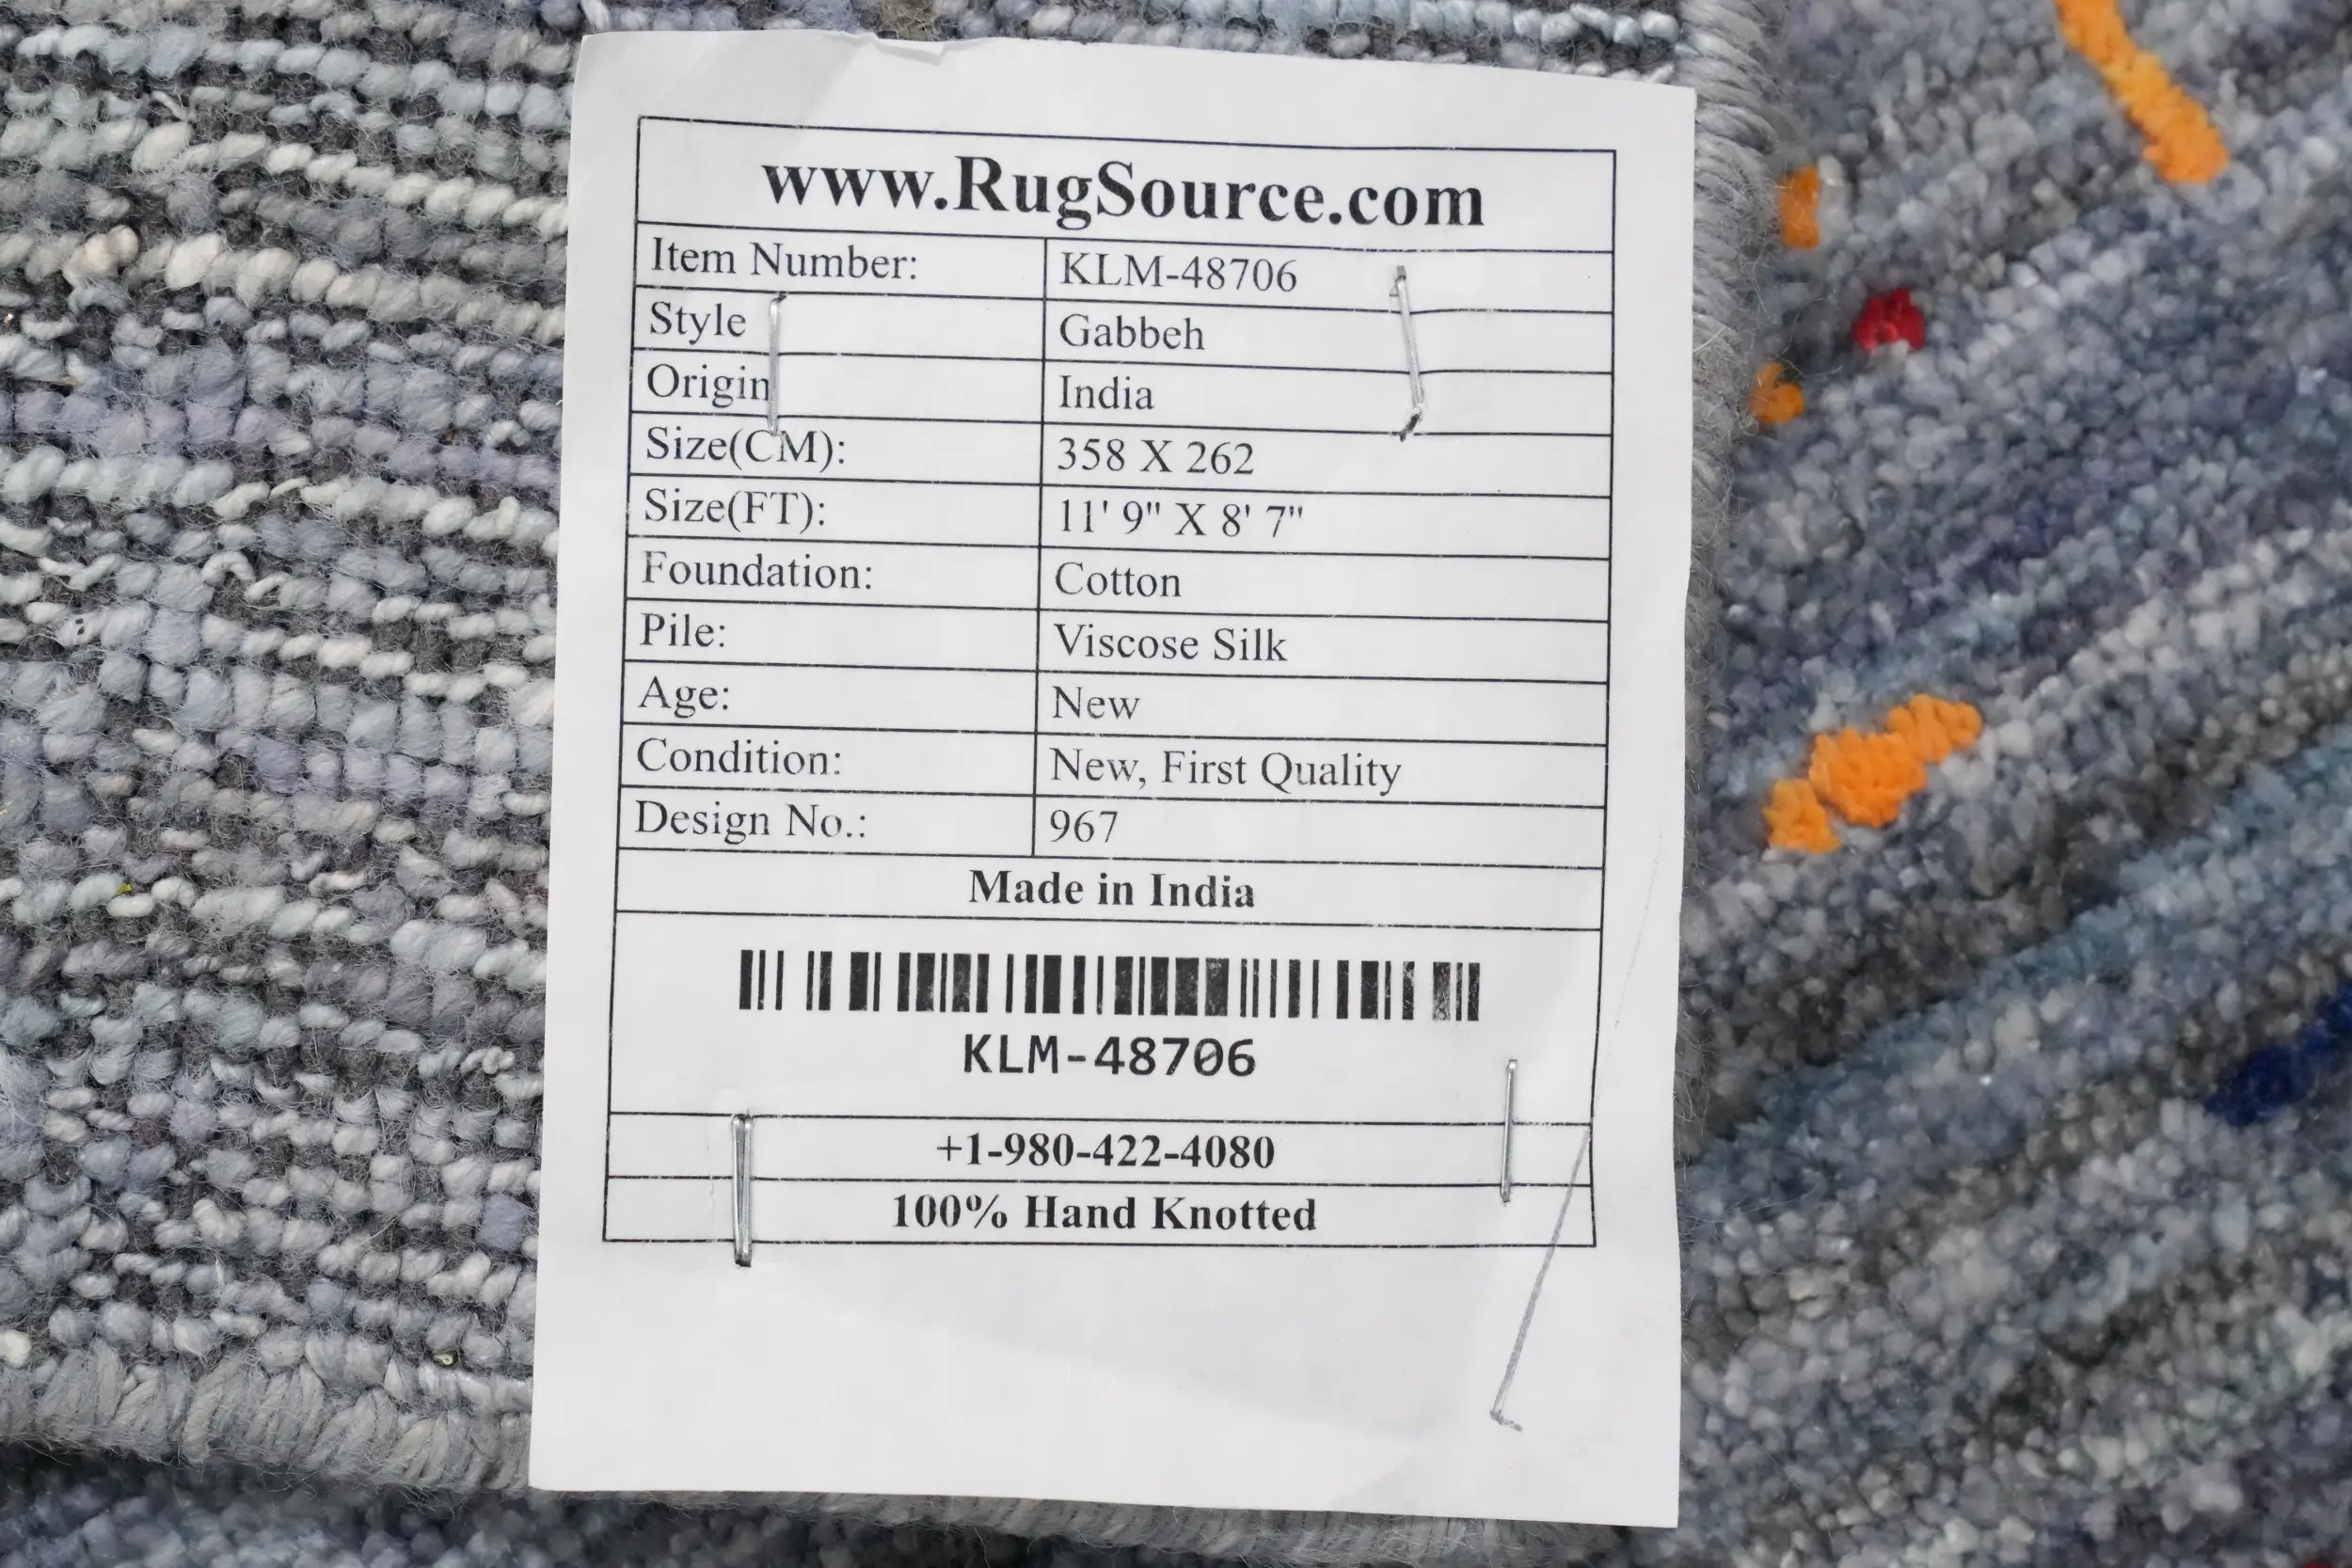 www.RugSource.com
Item Number: KLM-48706
Style Gabbeh
Origin India
Size(CM): 358 X 262
Size(FT): 11' 9" X 8' 7"
Foundation: Cotton
Pile: Viscose Silk
Age: New
Condition: New, First Quality
Design No.: 967
Made in India
KLM-48706
+1-980-422-4080
100% Hand Knotted